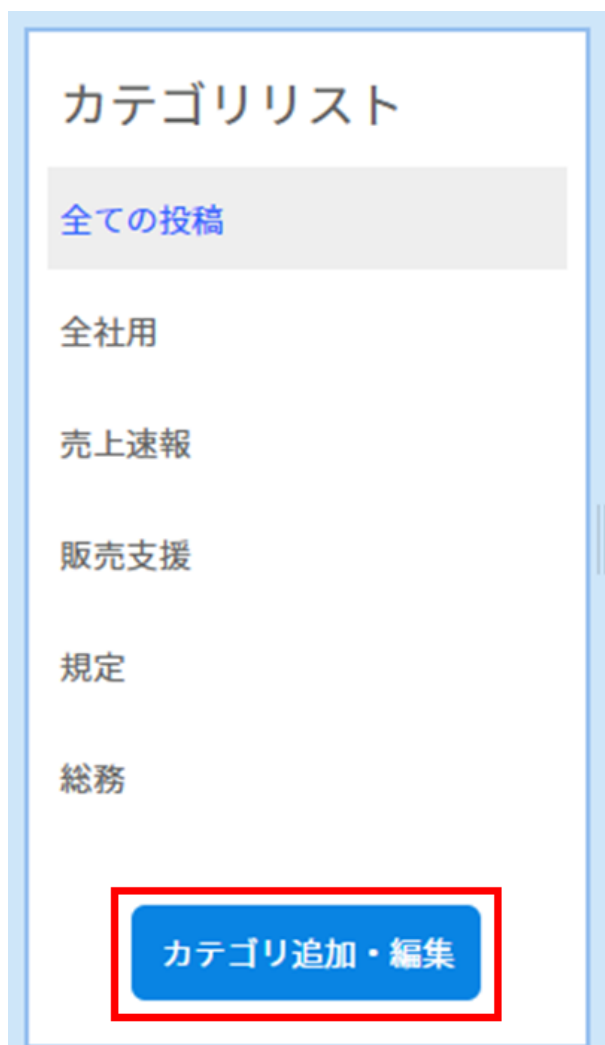 カテゴリリスト
全ての投稿
全社用
売上速報
販売支援
規定
総務
カテゴリ追加・編集